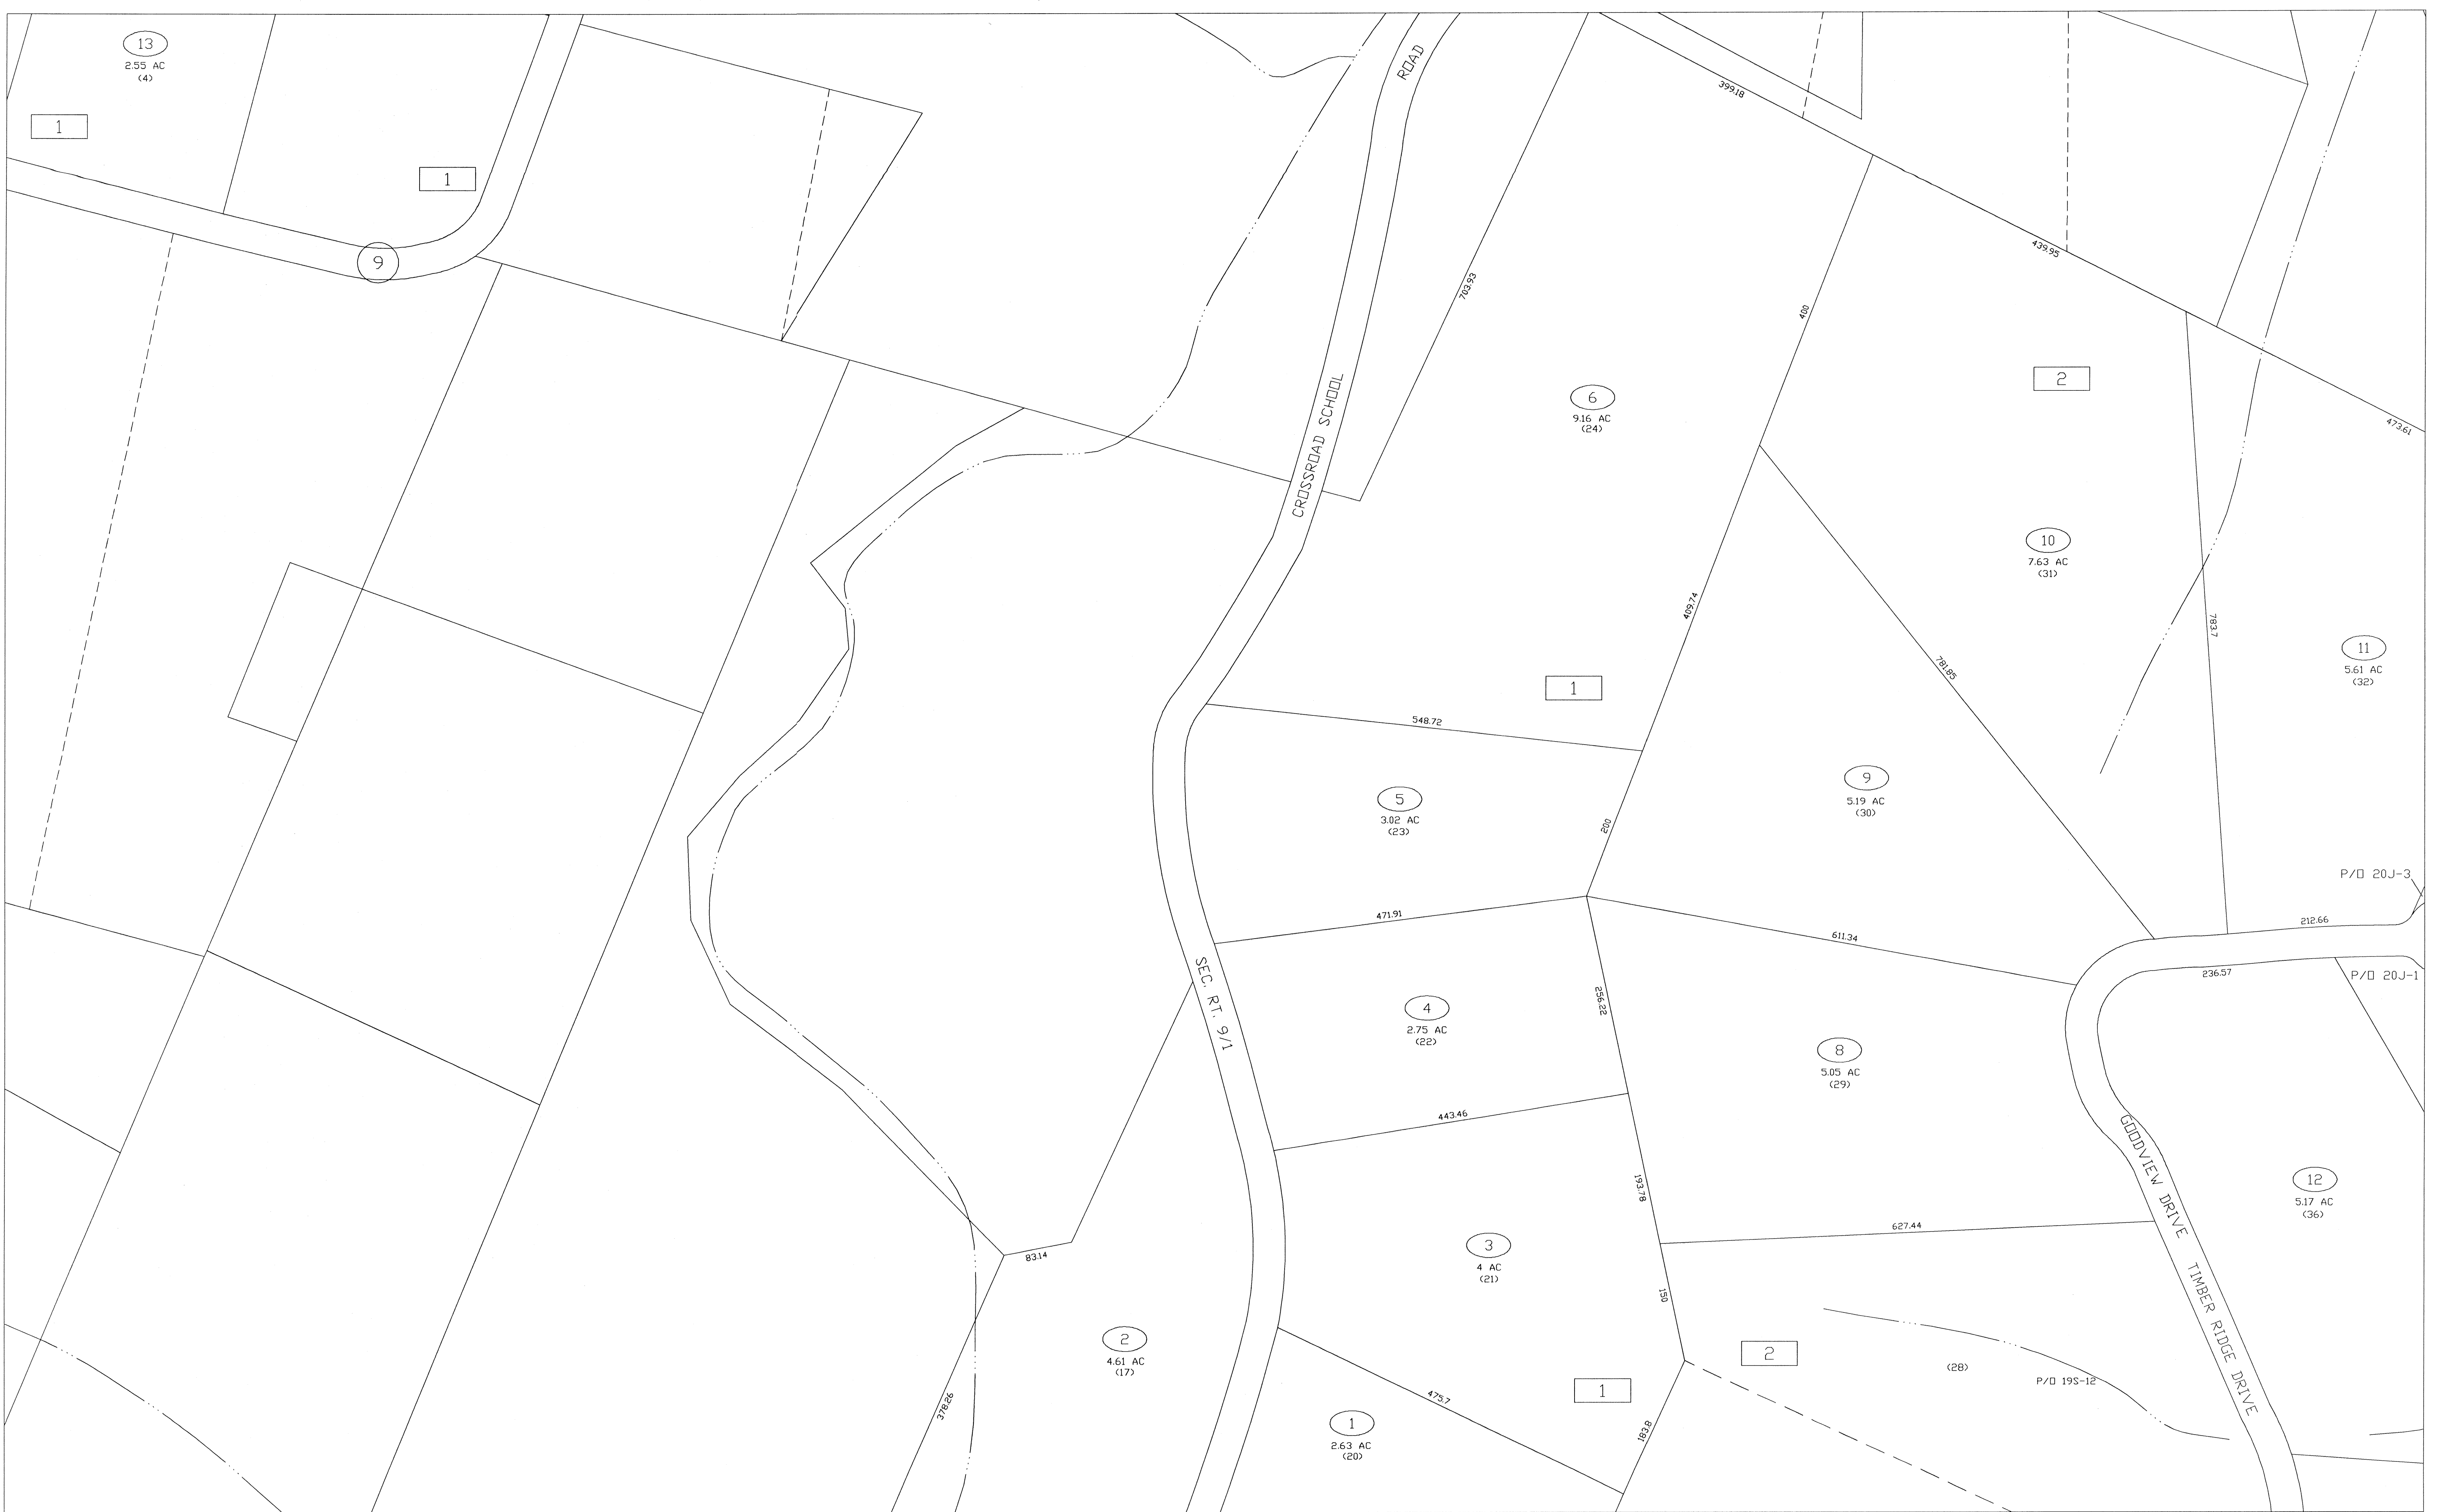 13
2.55 AC
(4)
1
1
9
ROAD
399.18
439.95
473.61
703.93
400
2
6
9.16 AC
(24)
CROSSROAD SCHOOL
10
7.63 AC
(31)
409.74
783.7
11
5.61 AC
(32)
781.85
1
548.72
5
3.02 AC
(23)
200
9
5.19 AC
(30)
P/O 20J-3
471.91
611.34
212.66
236.57
P/O 20J-1
SEC. RT. 9/1
4
2.75 AC
(22)
256.22
8
5.05 AC
(29)
443.46
GOODVIEW DRIVE
193.78
12
5.17 AC
(36)
627.44
83.14
3
4 AC
(21)
150
TIMBER RIDGE DRIVE
2
4.61 AC
(17)
2
(28)
P/O 19S-12
378.26
475.7
1
1
2.63 AC
(20)
183.8